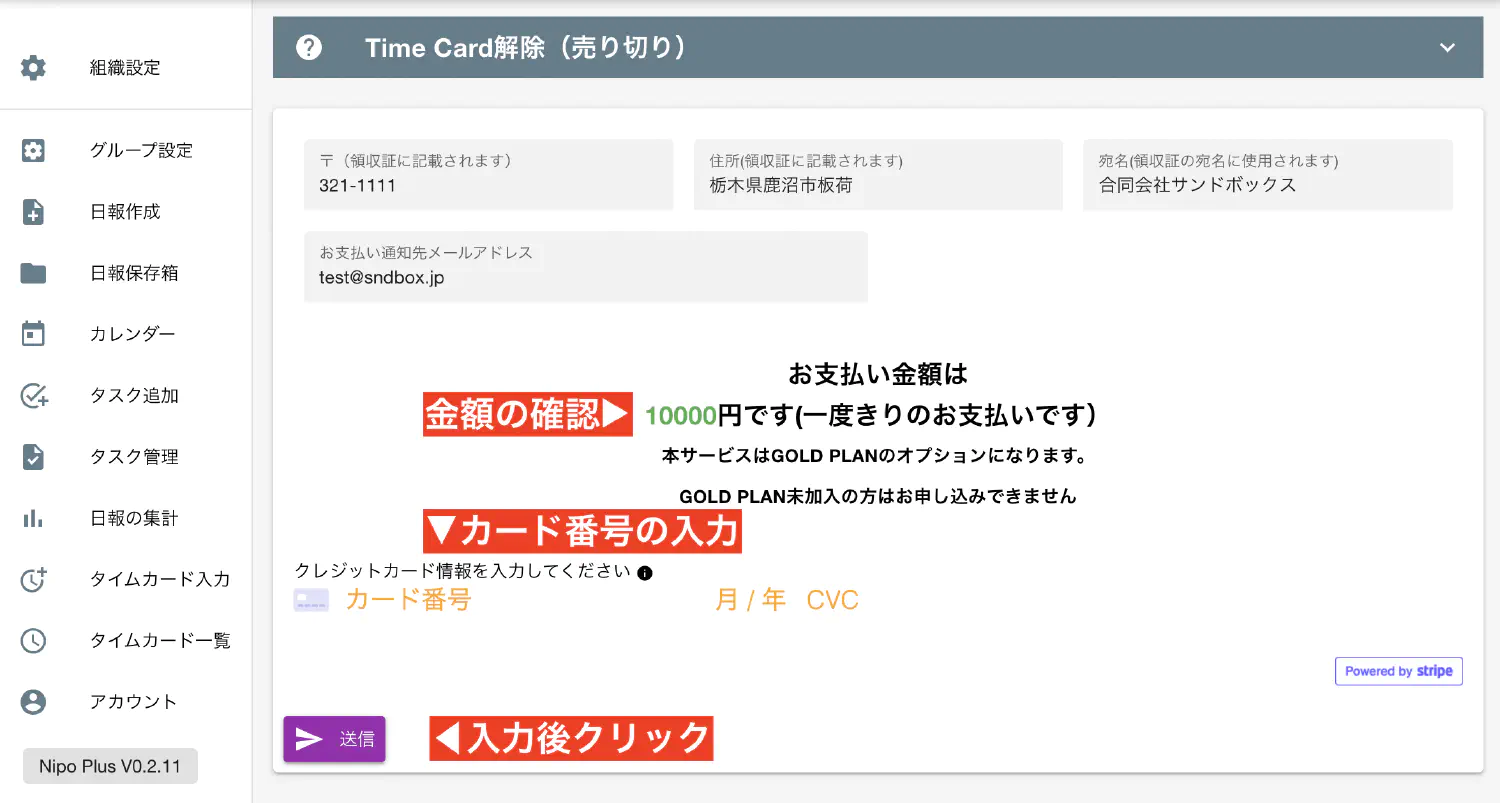 組織設定
グループ設定
日報作成
日報保存箱
カレンダー
タスク追加
タスク管理
日報の集計
タイムカード入力
タイムカード一覧
アカウント
Nipo Plus V0.2.11
Time Card解除（売り切り）
〒（領収証に記載されます）
321-1111
住所(領収証に記載されます)
栃木県鹿沼市板荷
宛名(領収証の宛名に使用されます)
合同会社サンドボックス
お支払い通知先メールアドレス
test@sndbox.jp
お支払い金額は
金額の確認▶ 10000円です(一度きりのお支払いです）
本サービスはGOLD PLANのオプションになります。
GOLD PLAN未加入の方はお申し込みできません
▼カード番号の入力
クレジットカード情報を入力してください
カード番号 月 / 年 CVC
Powered by stripe
送信 ◀入力後クリック